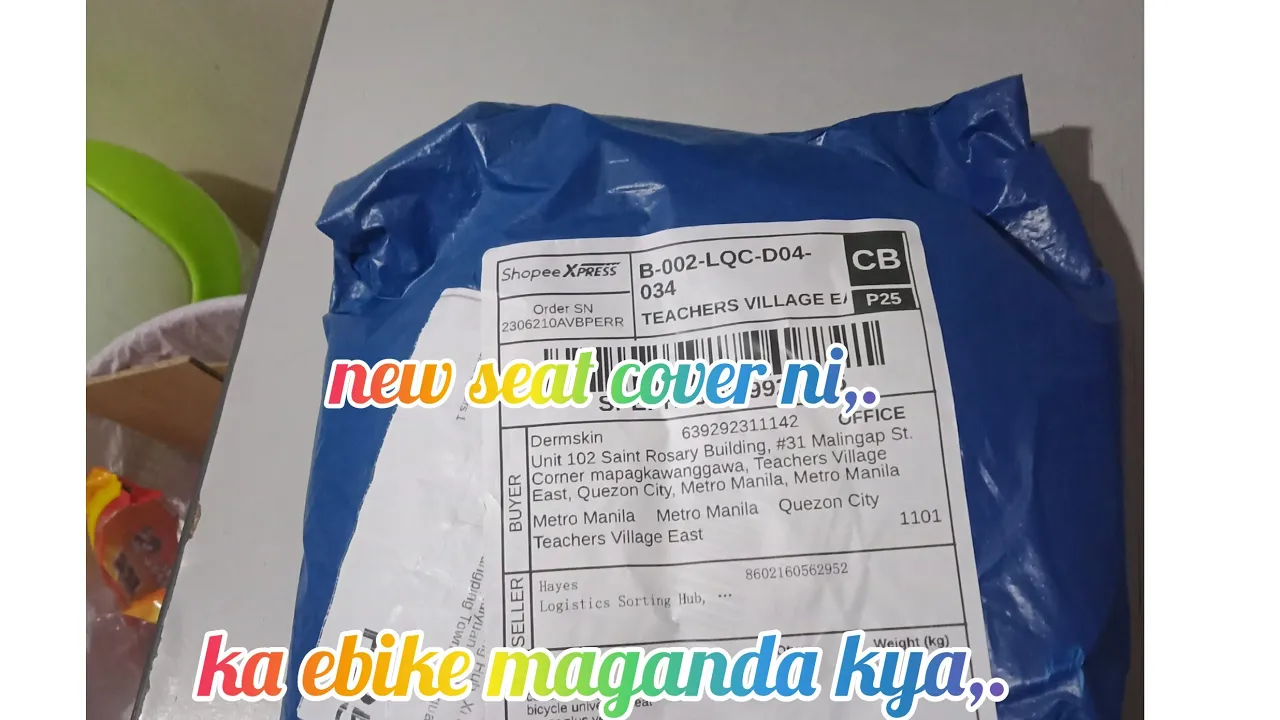 Shopee XPRESS
B-002-LQC-D04-
034
CB
Order SN
2306210AVBPERR
TEACHERS VILLAGE
P25
new seat cover ni,.
OFFICE
BUYER
Dermskin 639292311142
Unit 102 Saint Rosary Building, #31 Malingap St.
Corner mapagkawanggawa, Teachers Village
East, Quezon City, Metro Manila, Metro Manila
Metro Manila Metro Manila Quezon City
Teachers Village East 1101
SELLER
Hayes 8602160562952
Logistics Sorting Hub, ...
Weight (kg)
ka ebike maganda kya,.
bicycle